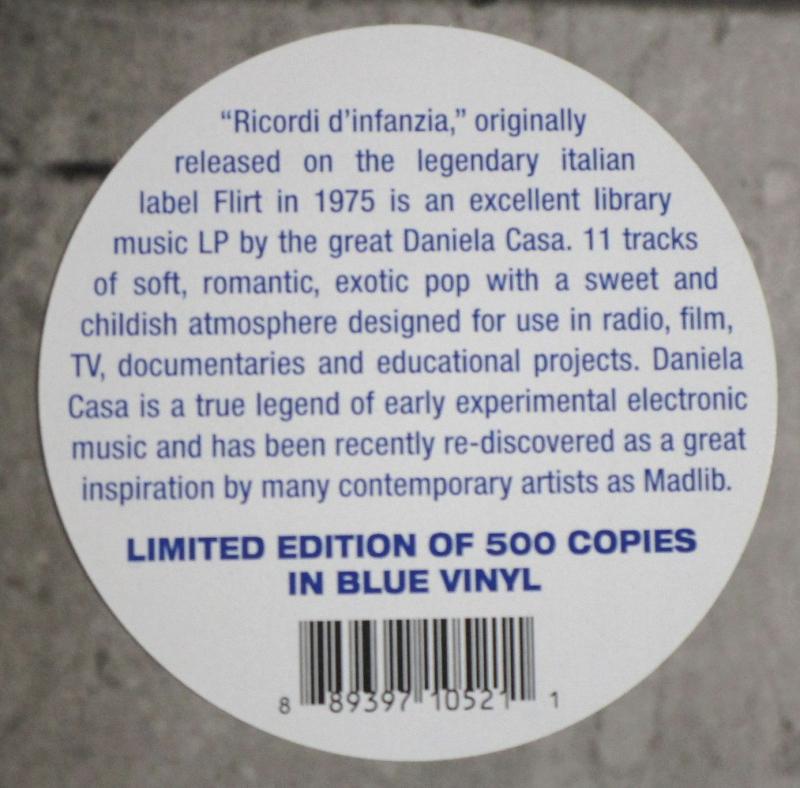 “Ricordi d’infanzia,” originally
released on the legendary italian
label Flirt in 1975 is an excellent library
music LP by the great Daniela Casa. 11 tracks
of soft, romantic, exotic pop with a sweet and
childish atmosphere designed for use in radio, film,
TV, documentaries and educational projects. Daniela
Casa is a true legend of early experimental electronic
music and has been recently re-discovered as a great
inspiration by many contemporary artists as Madlib.
LIMITED EDITION OF 500 COPIES
IN BLUE VINYL
8 89397 10521 1